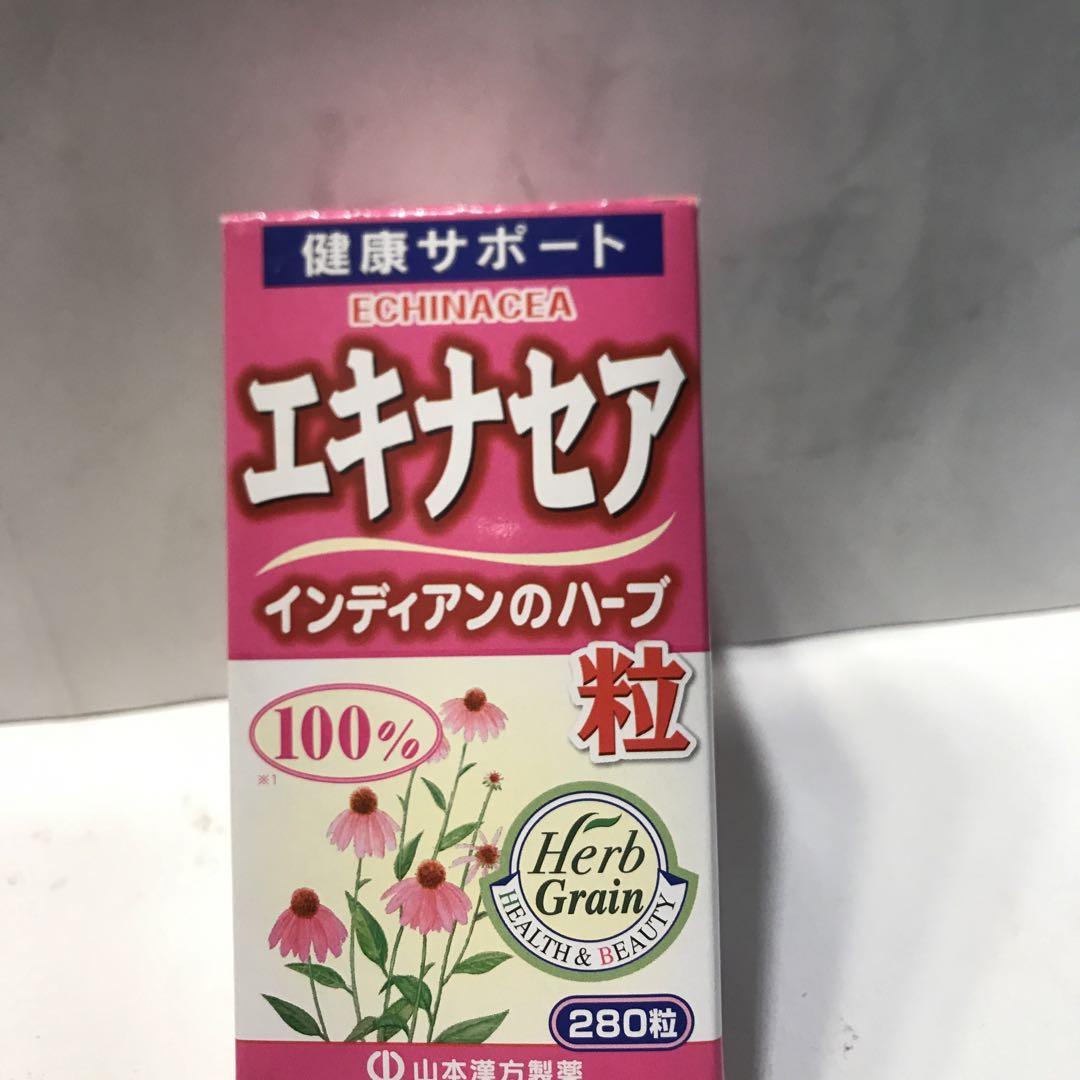 健康サポート
ECHINACEA
エキナセア
インディアンのハーブ
粒
100%
※1
Herb
Grain
HEALTH & BEAUTY
280粒
山本漢方製薬